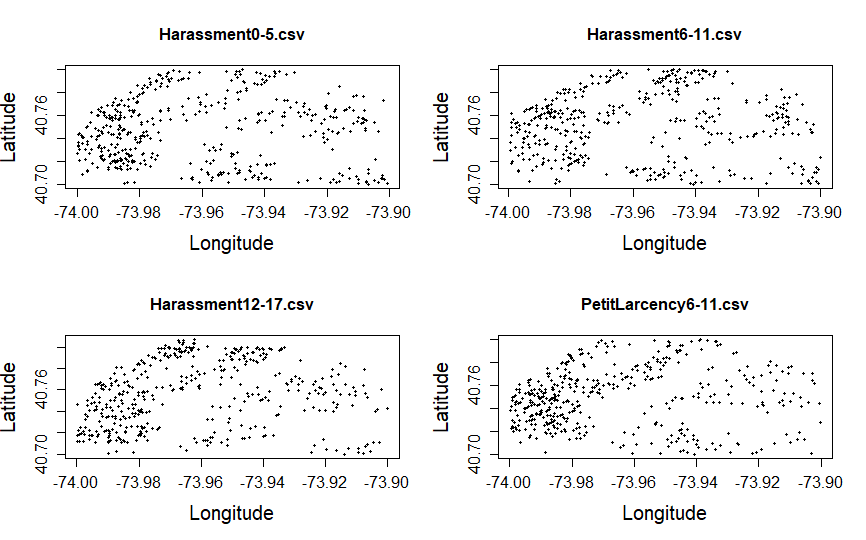 Harassment0-5.csv
Latitude
40.76
40.70
-74.00 -73.98 -73.96 -73.94 -73.92 -73.90
Longitude
Harassment6-11.csv
Latitude
40.76
40.70
-74.00 -73.98 -73.96 -73.94 -73.92 -73.90
Longitude
Harassment12-17.csv
Latitude
40.76
40.70
-74.00 -73.98 -73.96 -73.94 -73.92 -73.90
Longitude
PetitLarcency6-11.csv
Latitude
40.76
40.70
-74.00 -73.98 -73.96 -73.94 -73.92 -73.90
Longitude